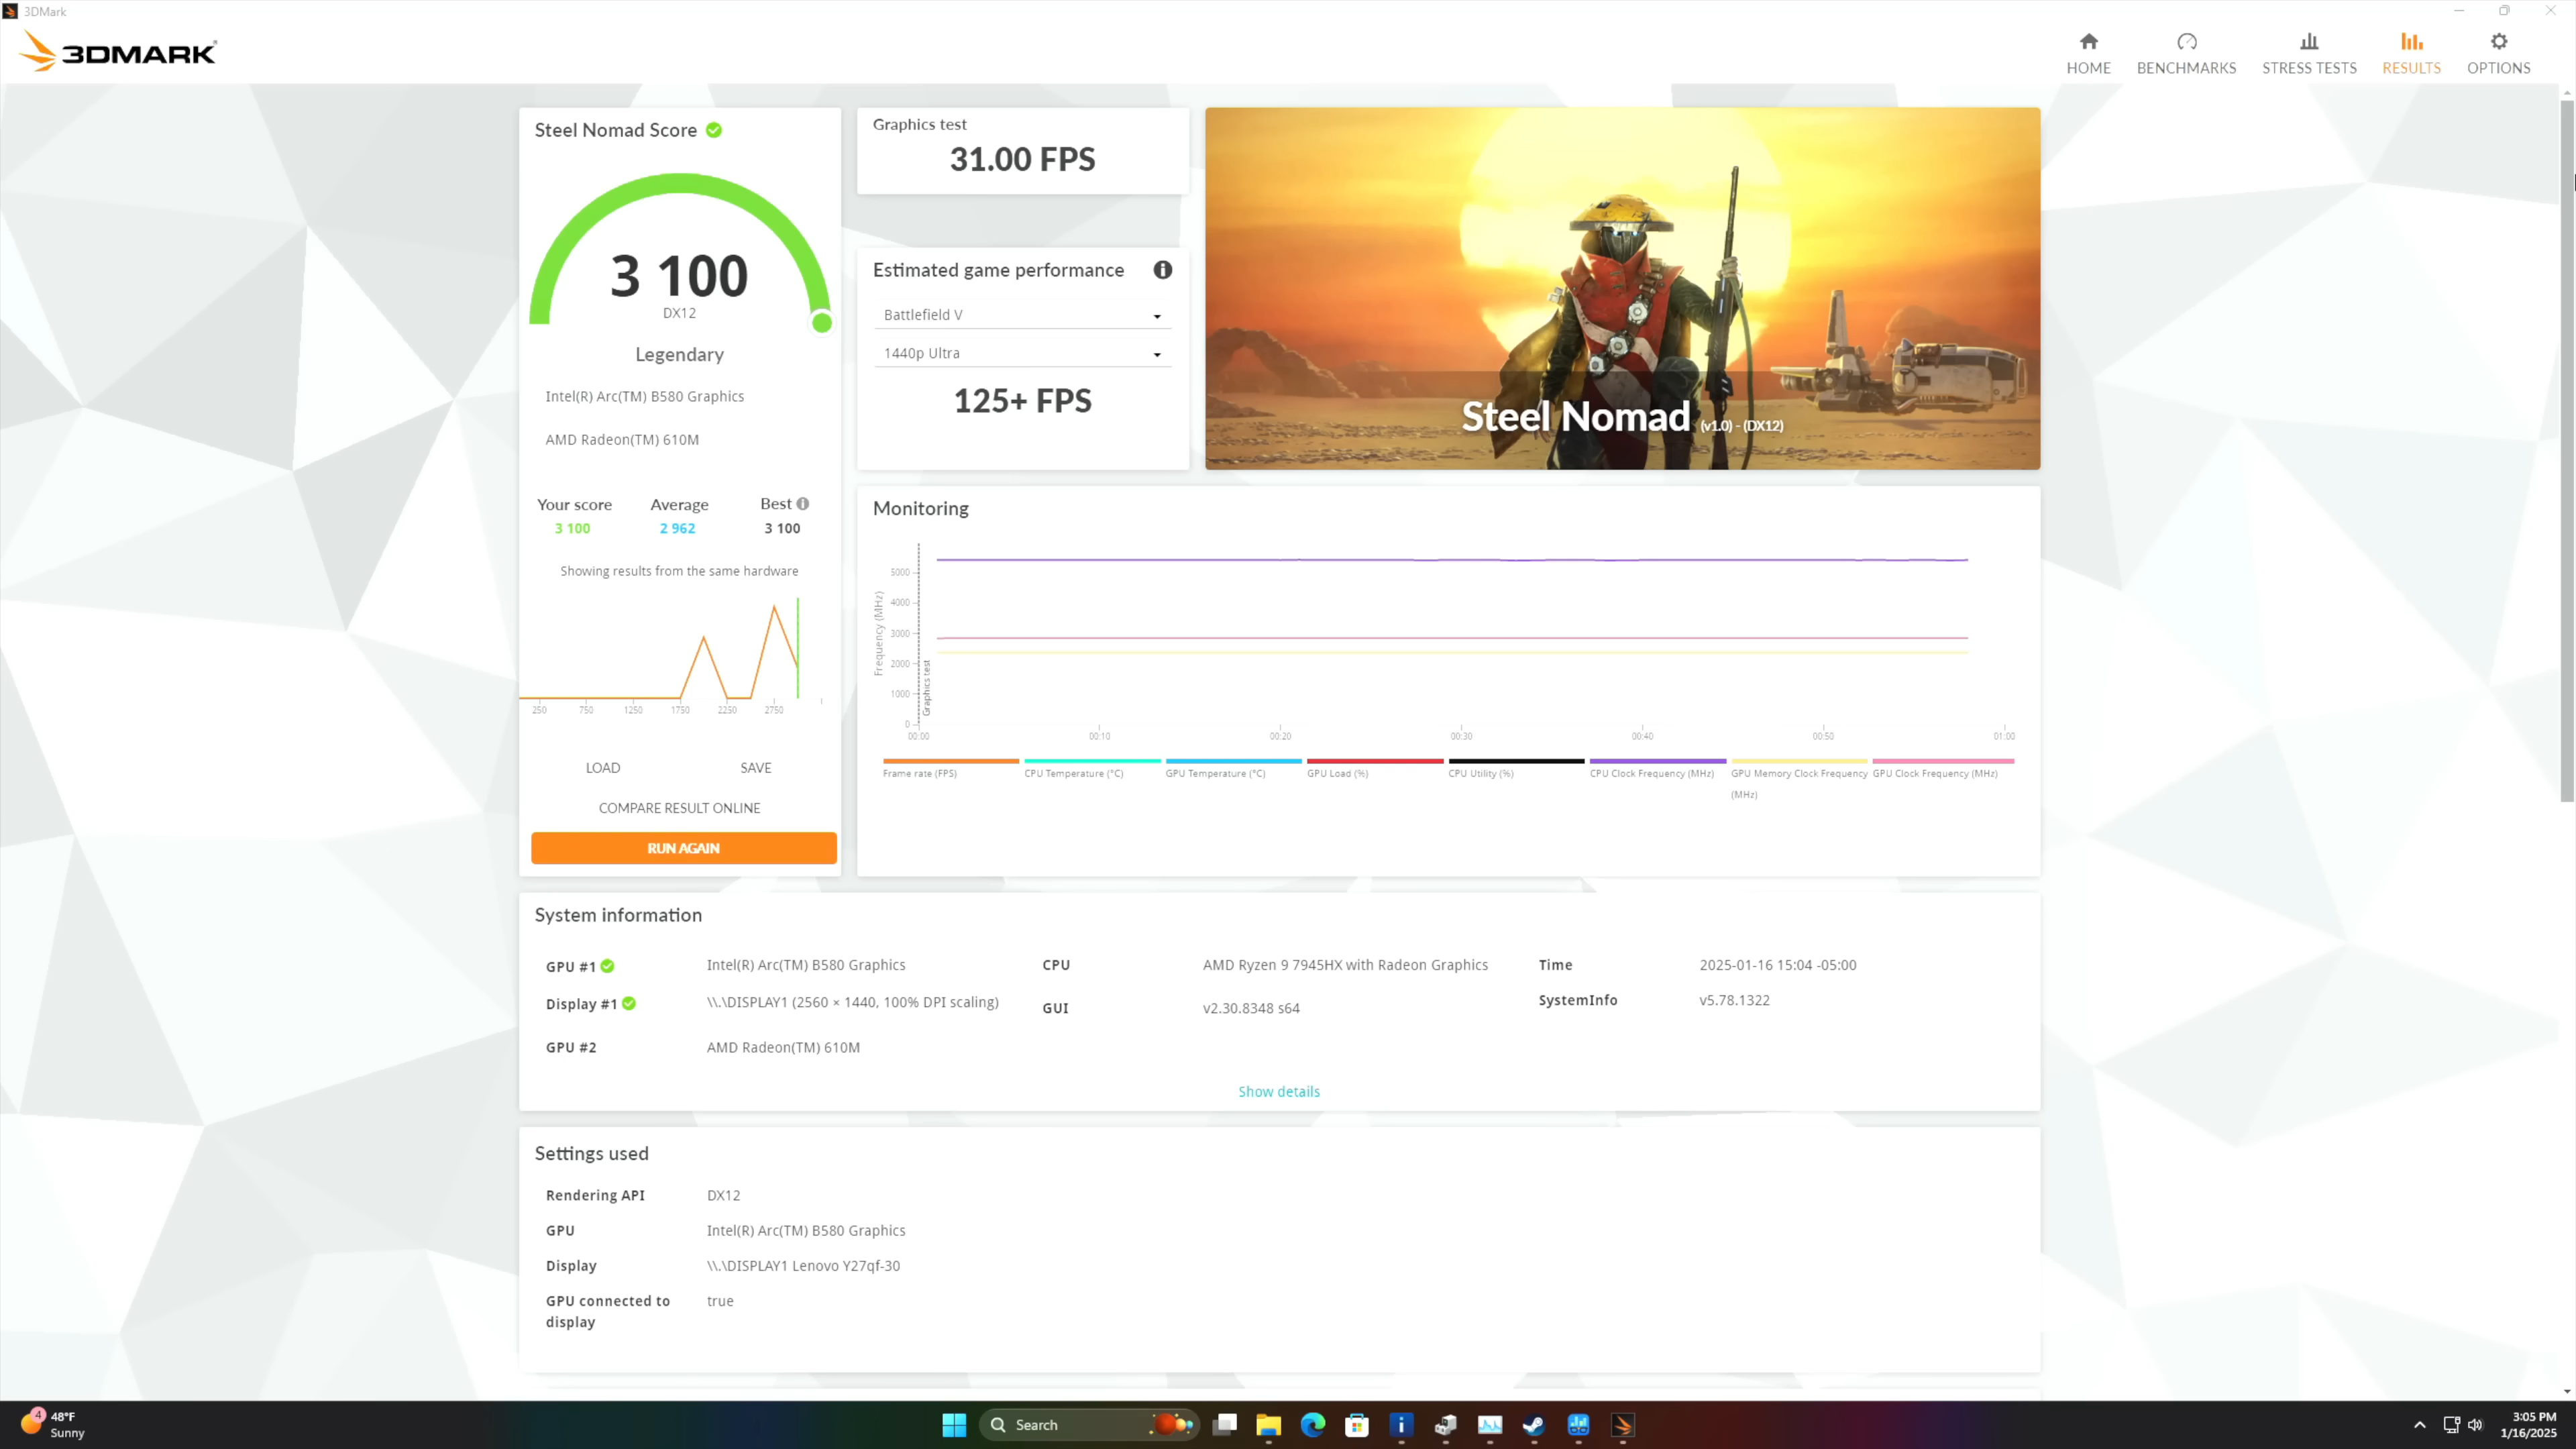 3DMark
3DMARK
HOME
BENCHMARKS
STRESS TESTS
RESULTS
OPTIONS
Steel Nomad Score
3 100
DX12
Legendary
Intel(R) Arc(TM) B580 Graphics
AMD Radeon(TM) 610M
Your score Average Best
3 100 2 962 3 100
Showing results from the same hardware
250 750 1250 1750 2250 2750
LOAD SAVE
COMPARE RESULT ONLINE
RUN AGAIN
Graphics test
31.00 FPS
Estimated game performance
Battlefield V
1440p Ultra
125+ FPS
Steel Nomad (v1.0) - (DX12)
Monitoring
Frequency (MHz)
5000
4000
3000
2000
1000
0
Graphics test
00:00 00:10 00:20 00:30 00:40 00:50 01:00
Frame rate (FPS)
CPU Temperature (°C)
GPU Temperature (°C)
GPU Load (%)
CPU Utility (%)
CPU Clock Frequency (MHz)
GPU Memory Clock Frequency
(MHz)
GPU Clock Frequency (MHz)
System information
GPU #1 Intel(R) Arc(TM) B580 Graphics
Display #1 \\.\DISPLAY1 (2560 × 1440, 100% DPI scaling)
GPU #2 AMD Radeon(TM) 610M
CPU AMD Ryzen 9 7945HX with Radeon Graphics
GUI v2.30.8348 s64
Time 2025-01-16 15:04 -05:00
SystemInfo v5.78.1322
Show details
Settings used
Rendering API DX12
GPU Intel(R) Arc(TM) B580 Graphics
Display \\.\DISPLAY1 Lenovo Y27qf-30
GPU connected to true
display
4
48°F
Sunny
Search
3:05 PM
1/16/2025